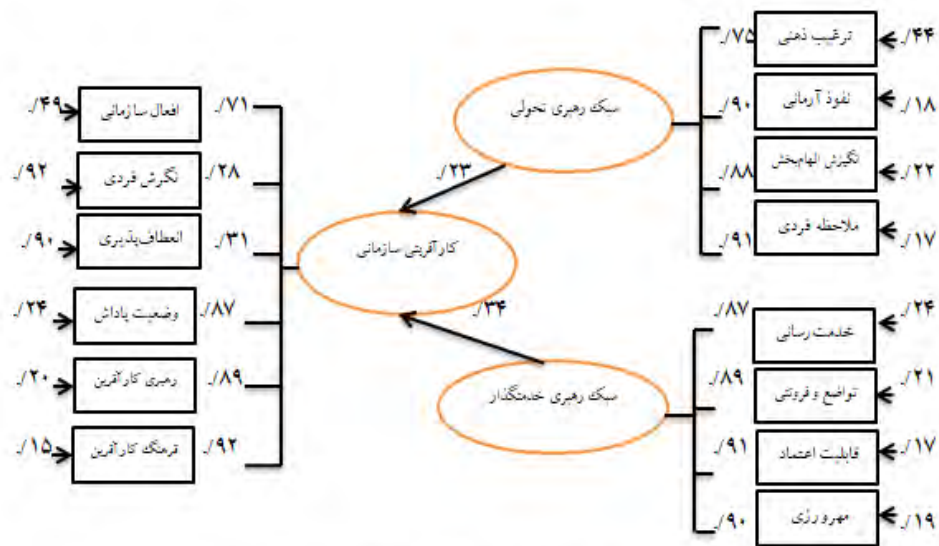 ترغیب ذهنی
./۷۵
./۴۴
نفوذ آرمانی
./۹۰
./۱۸
نگیزش الهام‌بخش
./۸۸
./۲۲
ملاحظه فردی
./۹۱
./۱۷
سبک رهبری تحولی
./۲۳
خدمت رسانی
./۸۷
./۲۴
تواضع و فروتنی
./۸۹
./۲۱
قابلیت اعتماد
./۹۱
./۱۷
مهرورزی
./۹۰
./۱۹
سبک رهبری خدمتگذار
./۳۴
کارآفرینی سازمانی
./۷۱
افعال سازمانی
./۴۹
./۲۸
نگرش فردی
./۹۲
./۳۱
انعطاف‌پذیری
./۹۰
./۸۷
وضعیت پاداش
./۲۴
./۸۹
رهبری کارآفرین
./۲۰
./۹۲
فرهنگ کارآفرین
./۱۵